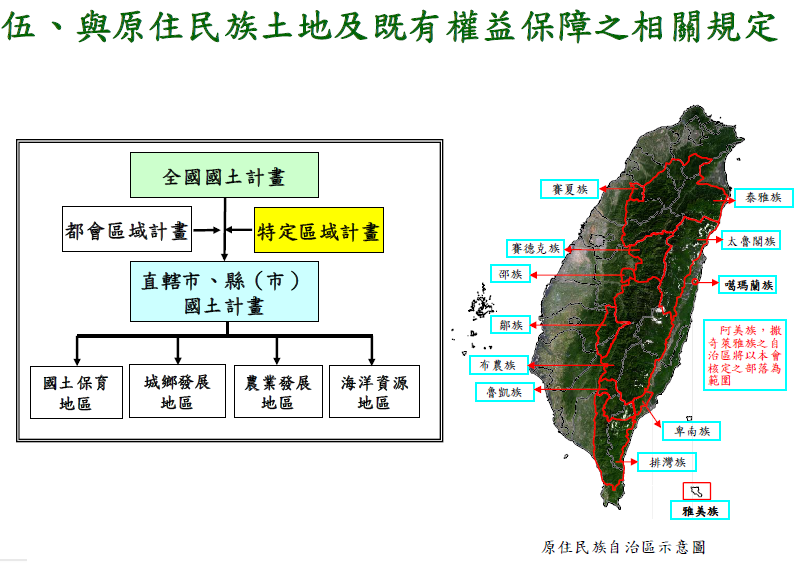 伍、與原住民族土地及既有權益保障之相關規定
全國國土計畫
都會區域計畫
特定區域計畫
直轄市、縣（市）
國土計畫
國土保育
地區
城鄉發展
地區
農業發展
地區
海洋資源
地區
賽夏族
泰雅族
賽德克族
太魯閣族
邵族
噶瑪蘭族
鄒族
阿美族，撒
奇萊雅族之自
治區將以本會
核定之部落為
範圍
布農族
魯凱族
卑南族
排灣族
雅美族
原住民族自治區示意圖